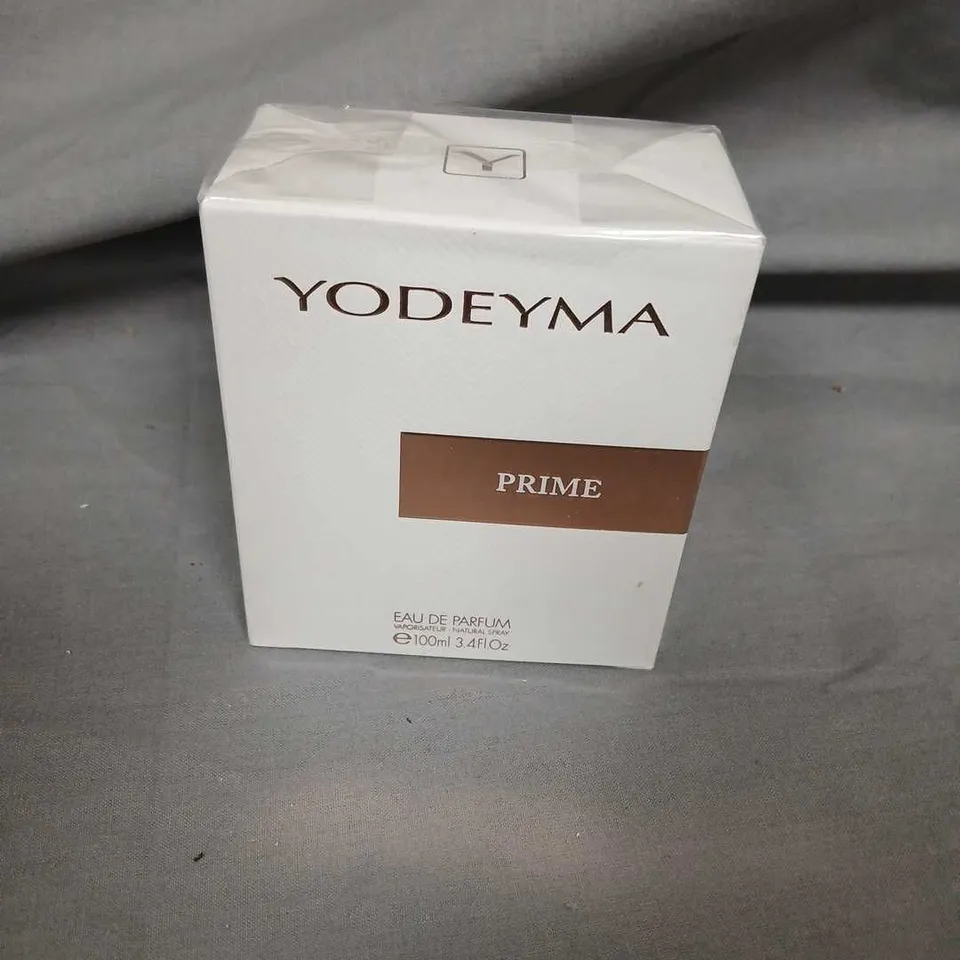 Y
YODEYMA
PRIME
EAU DE PARFUM
VAPORISATEUR - NATURAL SPRAY
℮100ml 3.4Fl.Oz